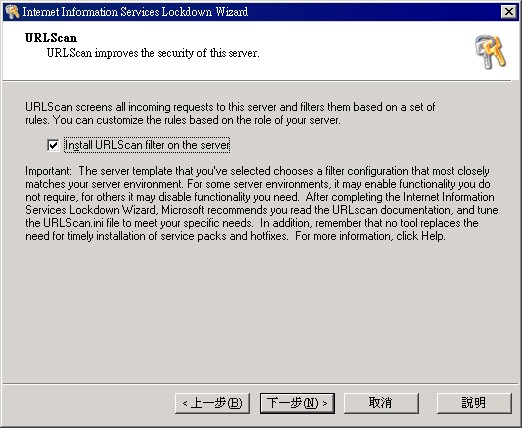 Internet Information Services Lockdown Wizard
URLScan
URLScan improves the security of this server.
URLScan screens all incoming requests to this server and filters them based on a set of
rules. You can customize the rules based on the role of your server.
Install URLScan filter on the server
Important:  The server template that you've selected chooses a filter configuration that most closely
matches your server environment. For some server environments, it may enable functionality you do
not require, for others it may disable functionality you need.  After completing the Internet Information
Services Lockdown Wizard, Microsoft recommends you read the URLscan documentation, and tune
the URLScan.ini file to meet your specific needs.  In addition, remember that no tool replaces the
need for timely installation of service packs and hotfixes.  For more information, click Help.
< 上一步(B) 下一步(N) > 取消 說明